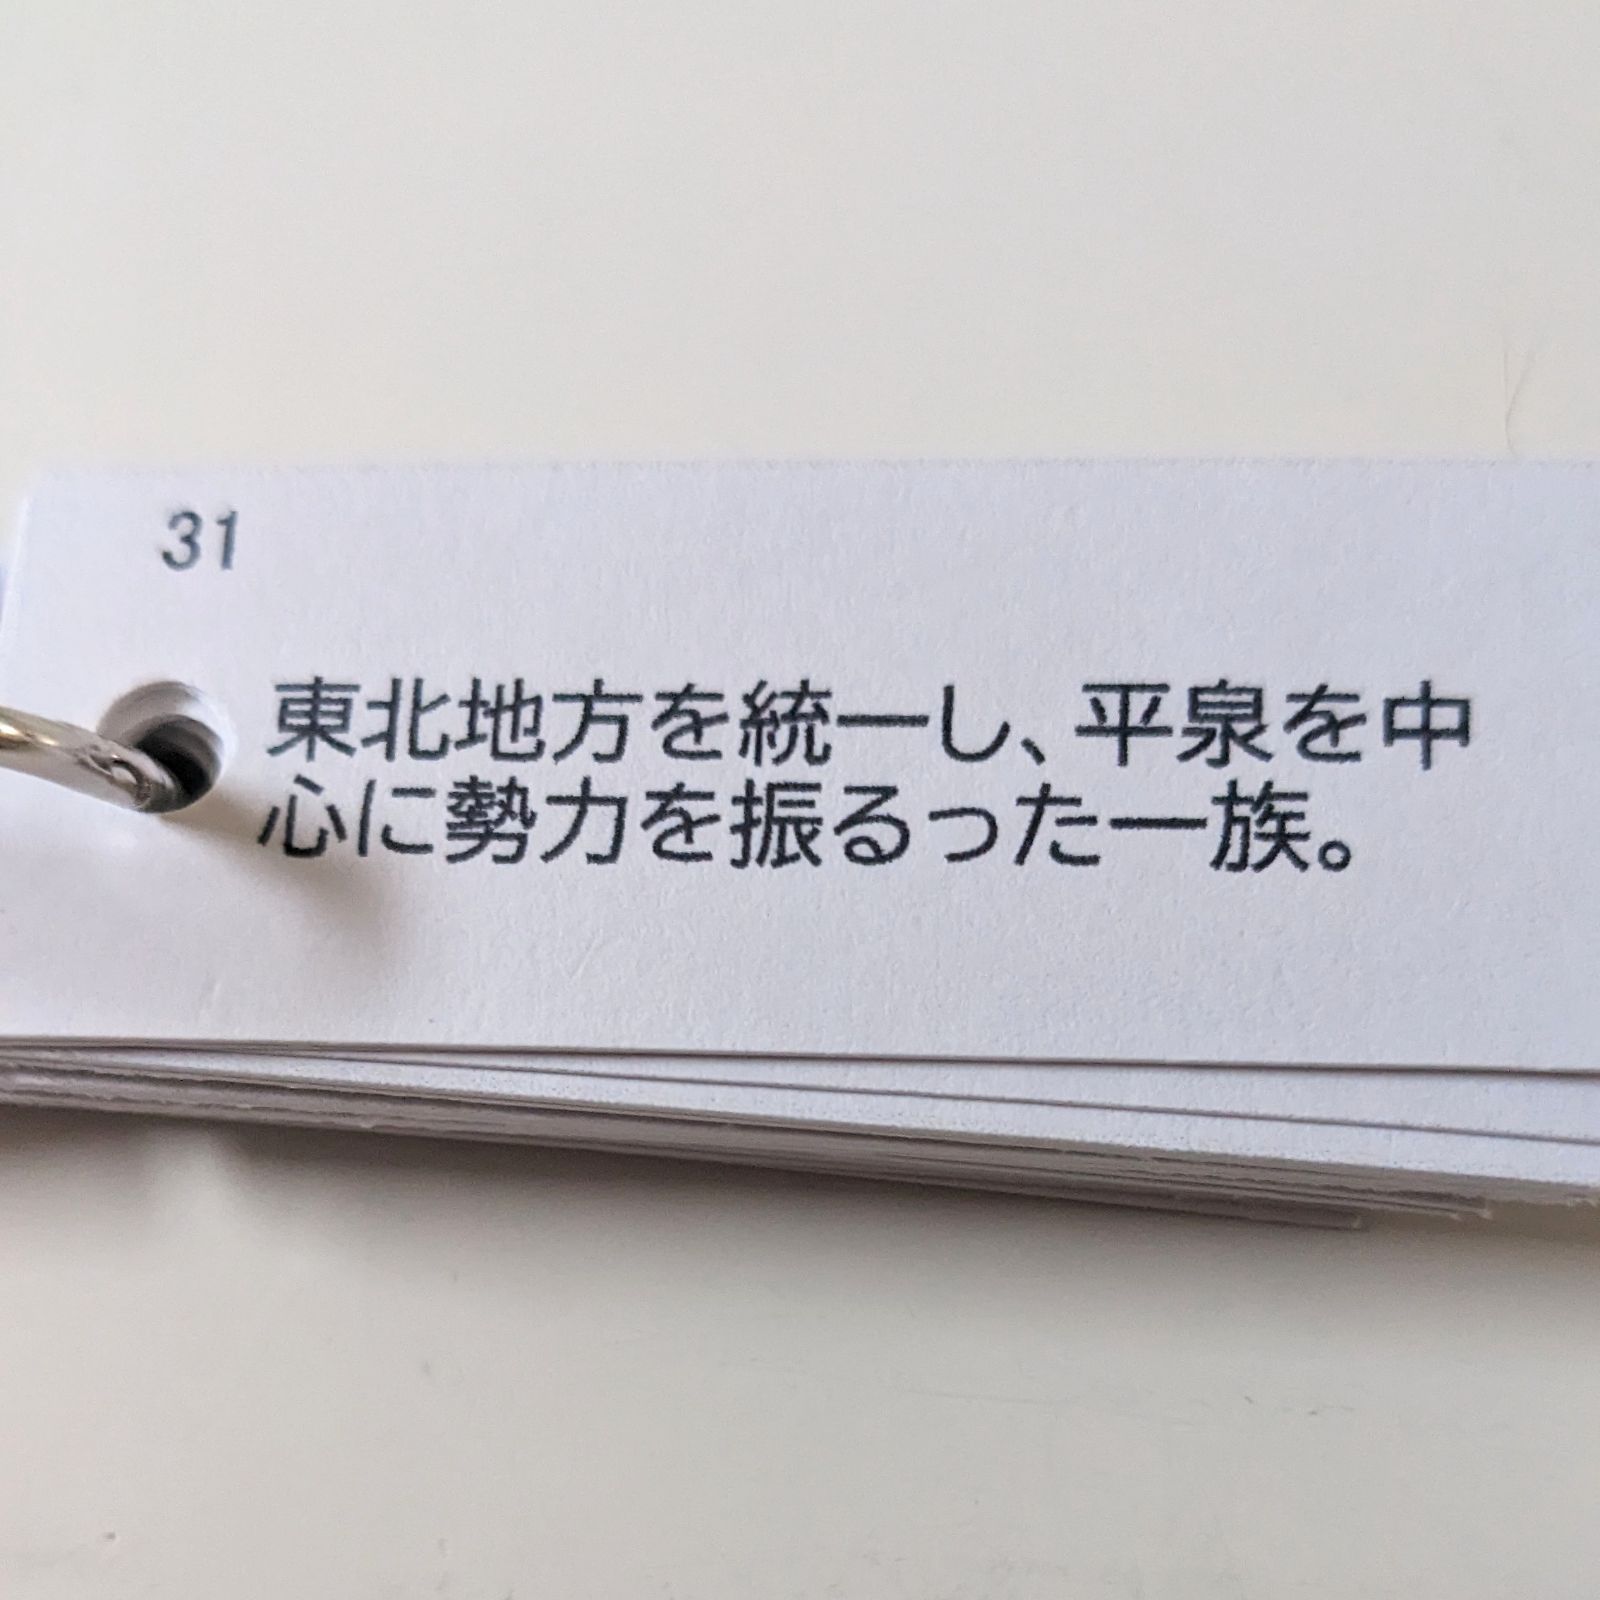 31
東北地方を統一し、平泉を中
心に勢力を振るった一族。